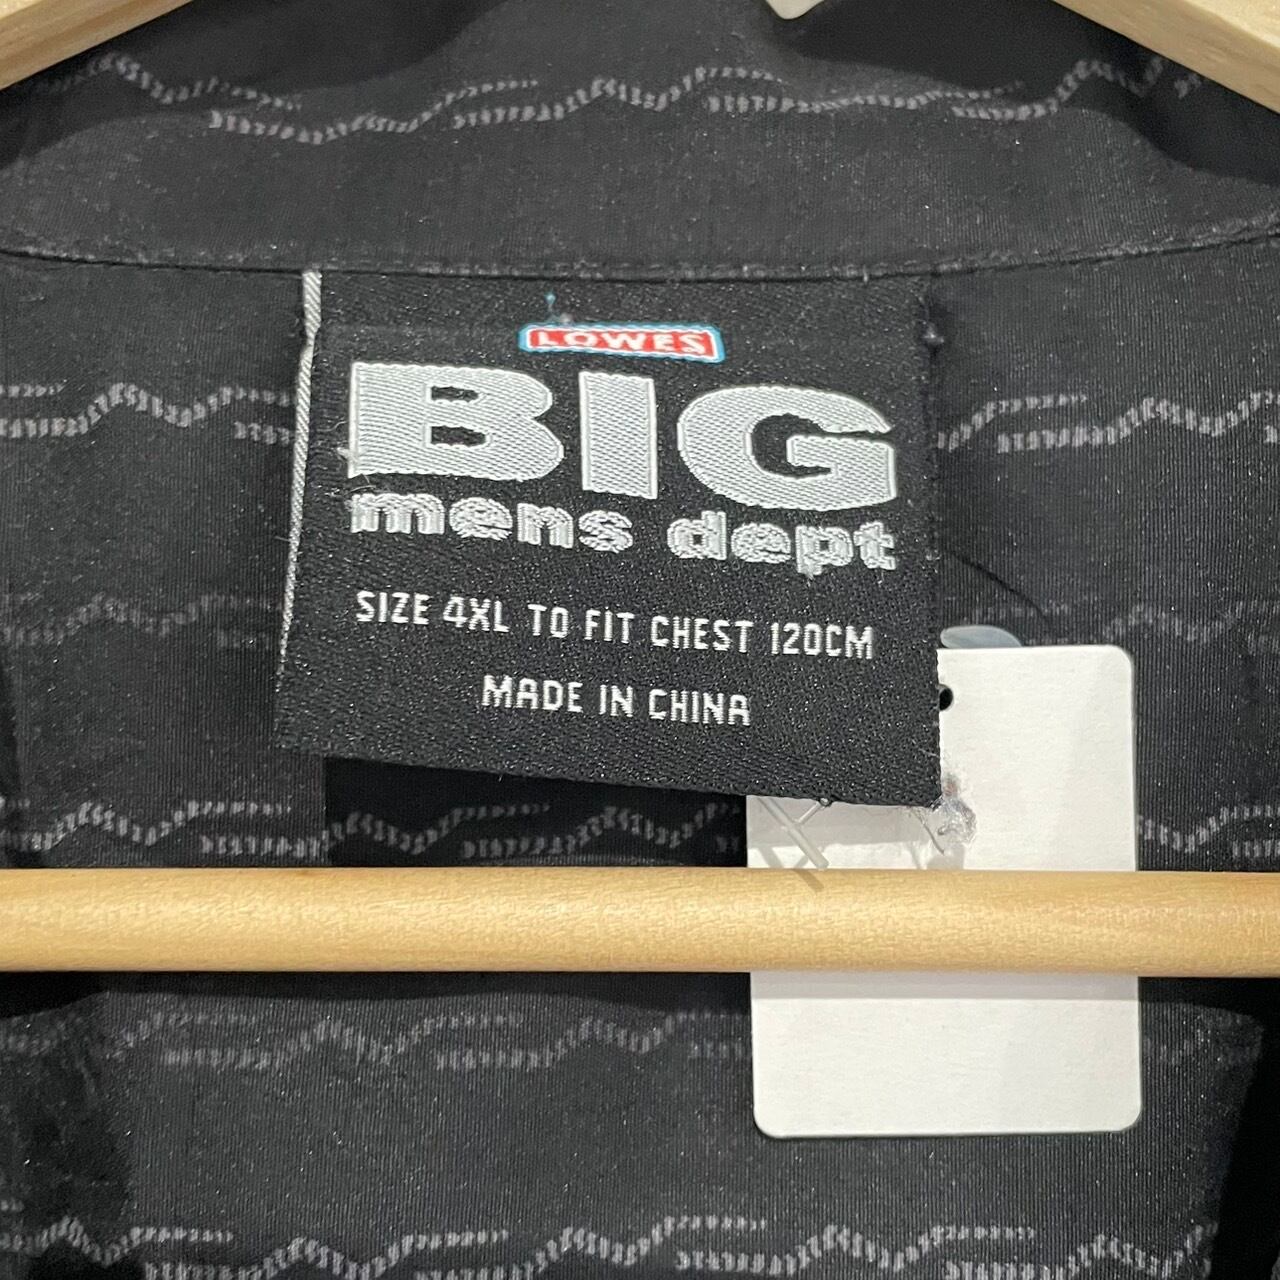 LOWES
BIG
mens dept
SIZE 4XL TO FIT CHEST 120CM
MADE IN CHINA